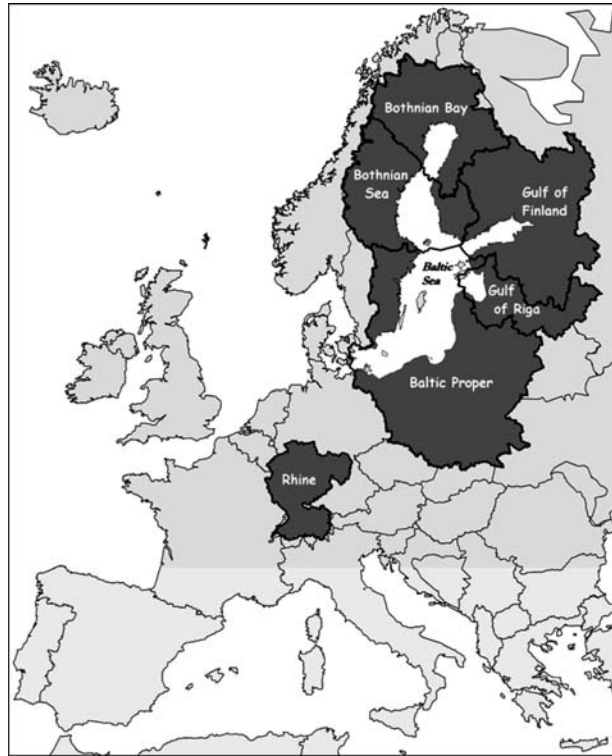 Bothnian Bay
Bothnian
Sea
Gulf of
Finland
Baltic
Sea
Gulf
of Riga
Baltic Proper
Rhine